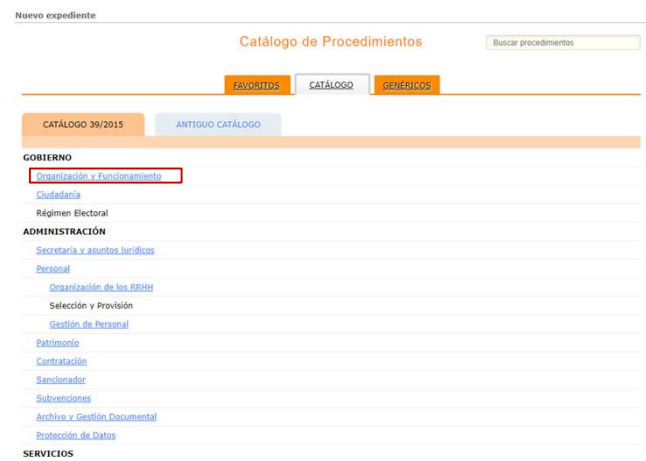 Nuevo expediente
Catálogo de Procedimientos
Buscar procedimientos
FAVORITOS CATÁLOGO GENÉRICOS
CATÁLOGO 39/2015 ANTIGUO CATÁLOGO
GOBIERNO
Organización y Funcionamiento
Ciudadanía
Régimen Electoral
ADMINISTRACIÓN
Secretaría y asuntos jurídicos
Personal
Organización de los RRHH
Selección y Provisión
Gestión de Personal
Patrimonio
Contratación
Sancionador
Subvenciones
Archivo y Gestión Documental
Protección de Datos
SERVICIOS